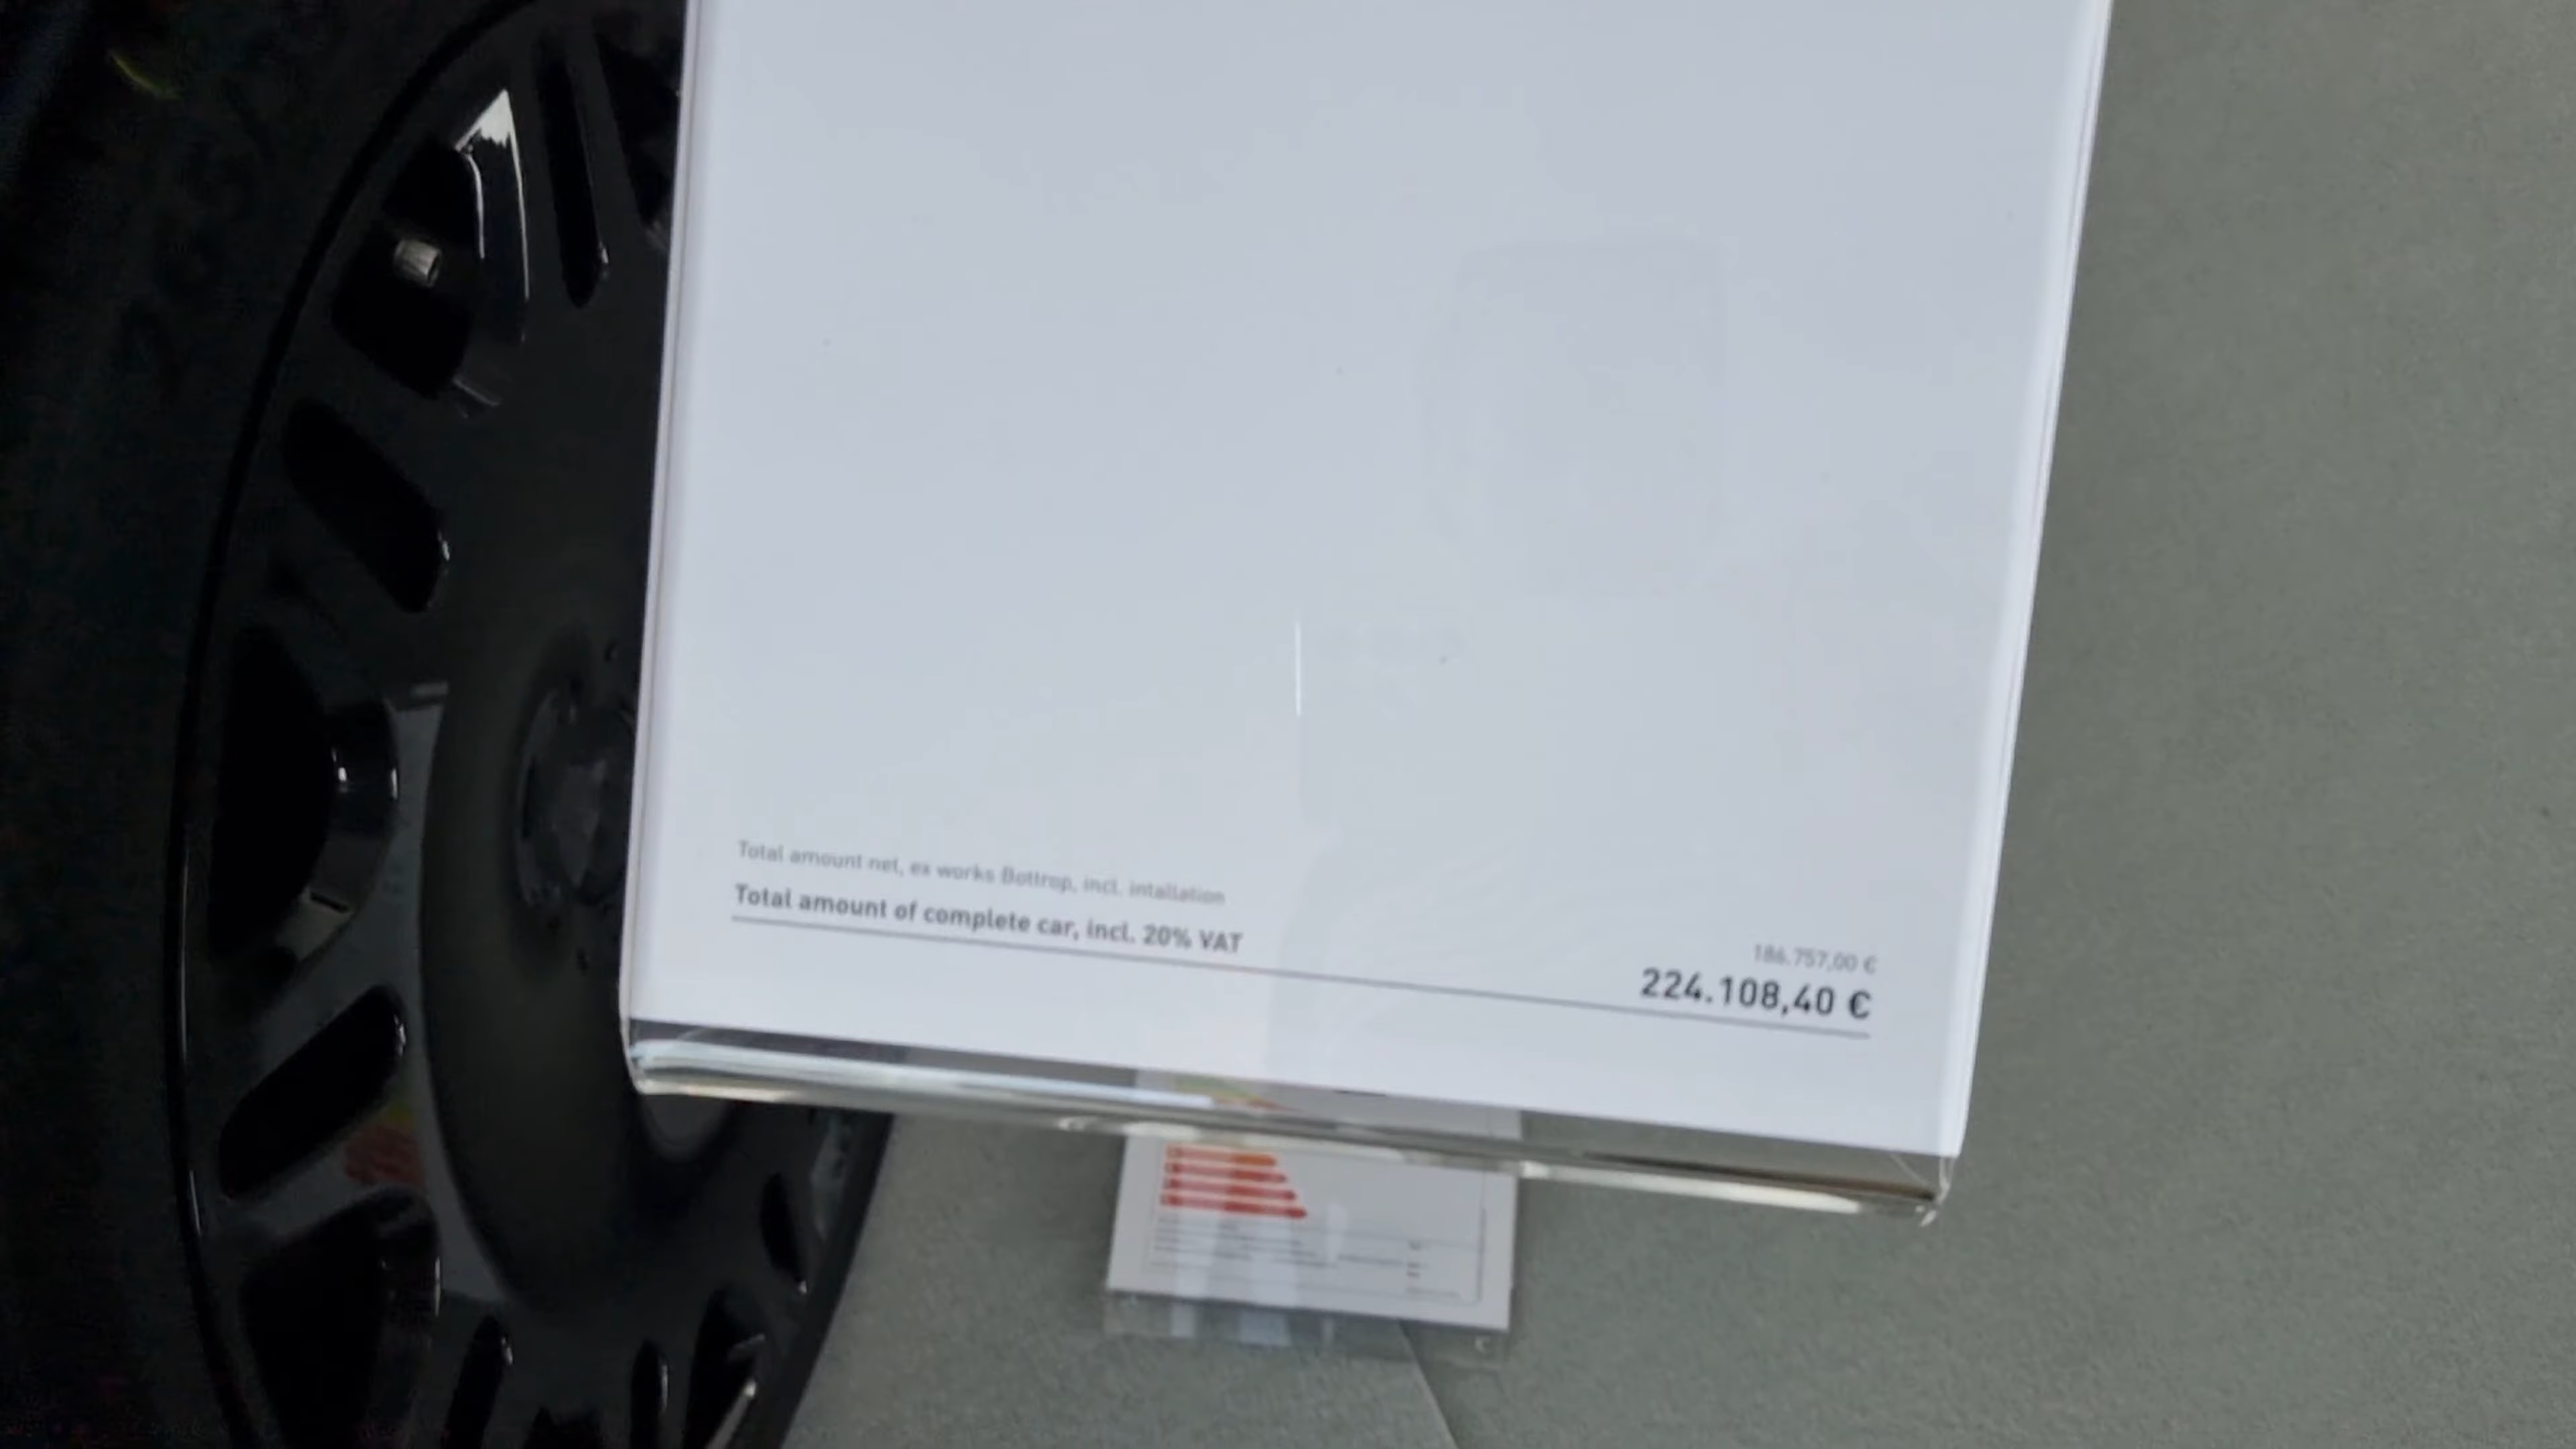 Total amount net, ex works Bottrop, incl. intallation
186.757,00 €
Total amount of complete car, incl. 20% VAT
224.108,40 €